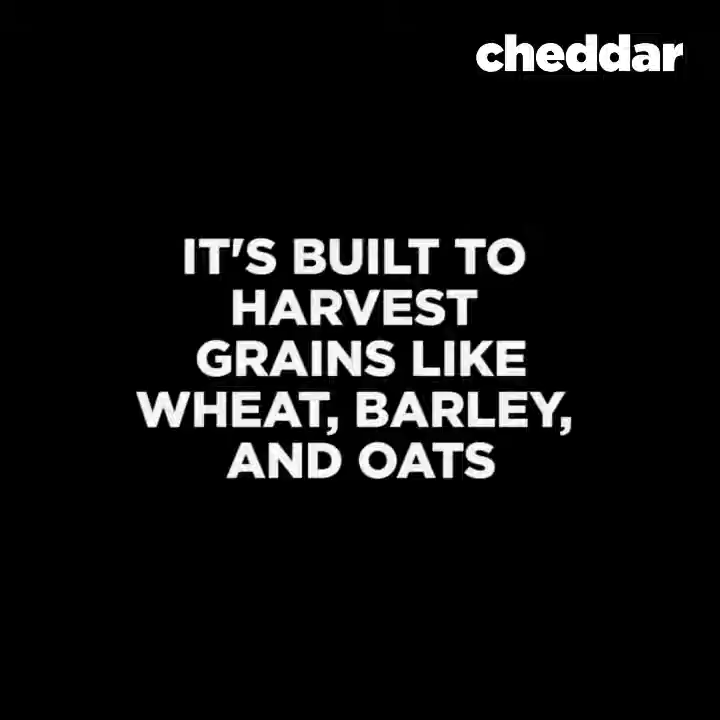 cheddar
IT'S BUILT TO
HARVEST
GRAINS LIKE
WHEAT, BARLEY,
AND OATS